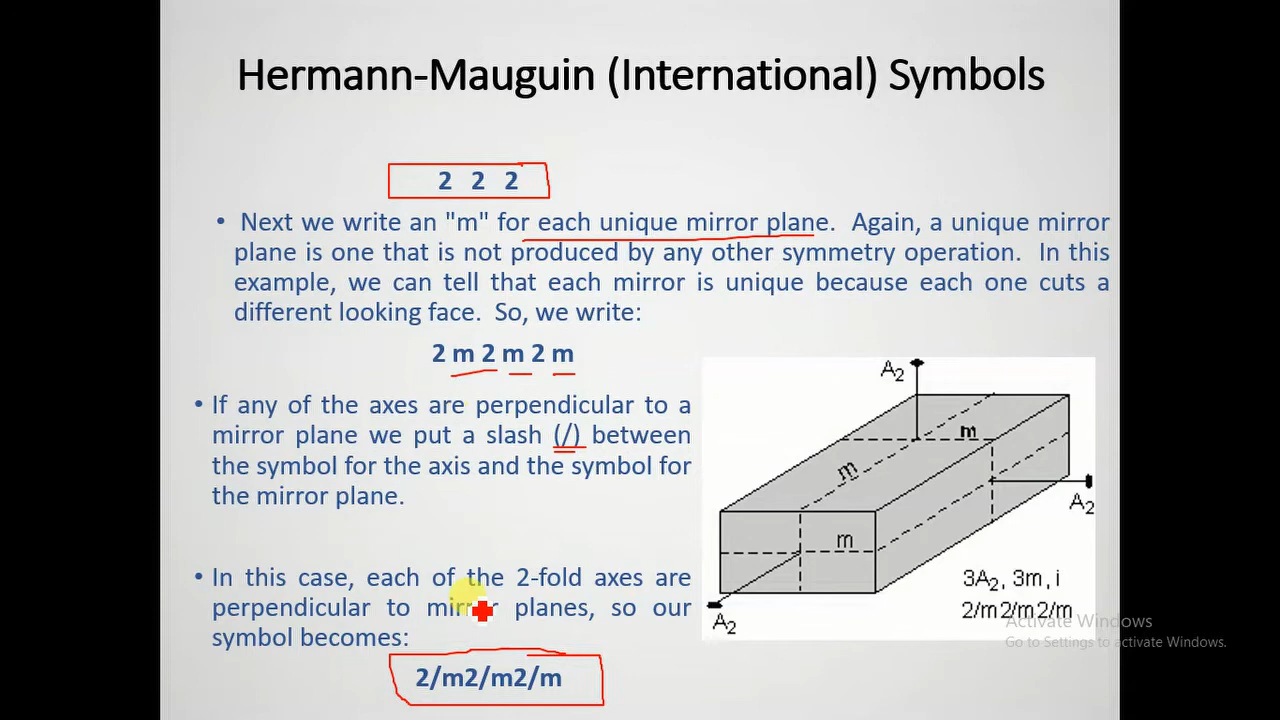 Hermann-Mauguin (International) Symbols
2 2 2
• Next we write an "m" for each unique mirror plane. Again, a unique mirror
plane is one that is not produced by any other symmetry operation. In this
example, we can tell that each mirror is unique because each one cuts a
different looking face. So, we write:
2 m 2 m 2 m
• If any of the axes are perpendicular to a
mirror plane we put a slash (/) between
the symbol for the axis and the symbol for
the mirror plane.
• In this case, each of the 2-fold axes are
perpendicular to mirror planes, so our
symbol becomes:
2/m2/m2/m
A2
m
m
A2
m
3A2, 3m, i
2/m2/m2/m
A2
Activate Windows
Go to Settings to activate Windows.